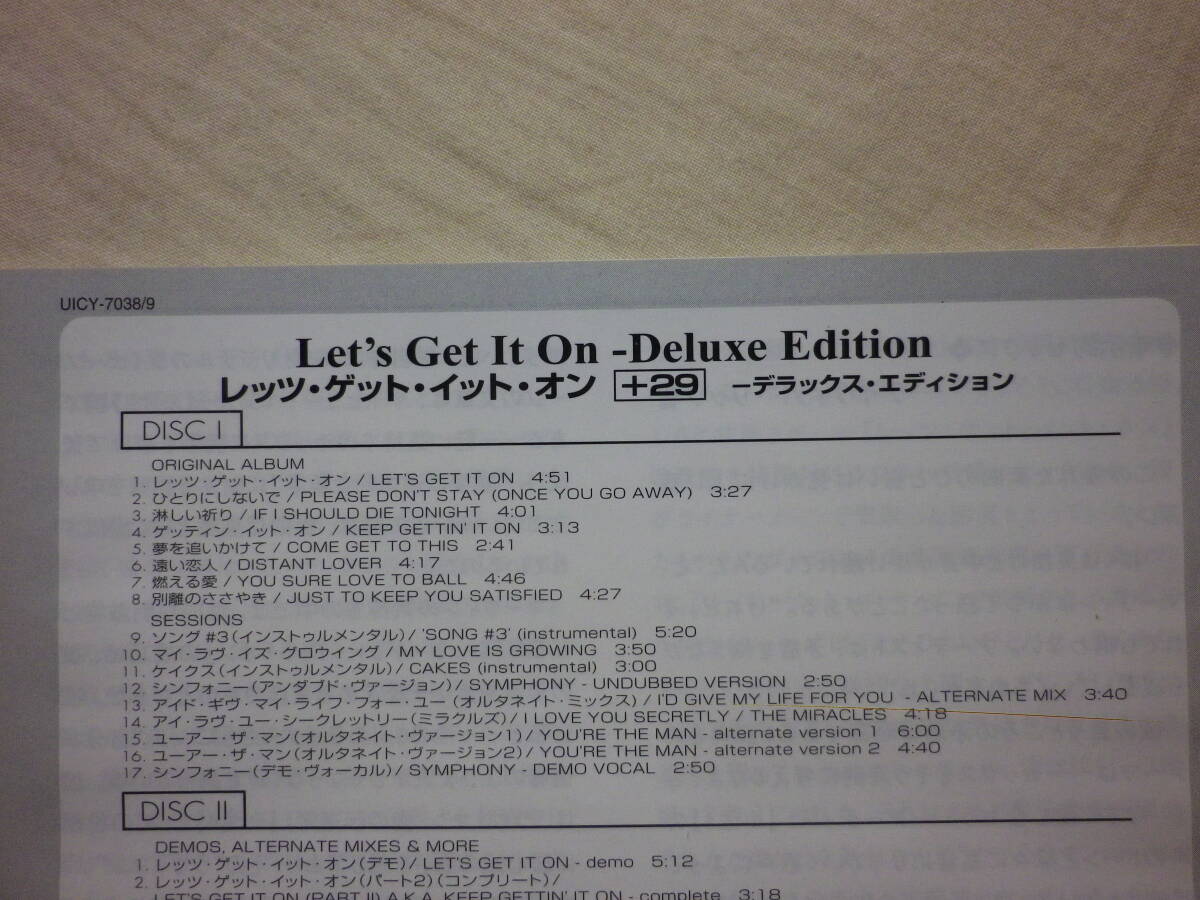 UICY-7038/9
Let's Get It On -Deluxe Edition
レッツ・ゲット・イット・オン +29 −デラックス・エディション
DISC I
ORIGINAL ALBUM
1. レッツ・ゲット・イット・オン / LET'S GET IT ON 4:51
2. ひとりにしないで / PLEASE DON'T STAY (ONCE YOU GO AWAY) 3:27
3. 淋しい祈り / IF I SHOULD DIE TONIGHT 4:01
4. ゲッティン・イット・オン / KEEP GETTIN' IT ON 3:13
5. 夢を追いかけて / COME GET TO THIS 2:41
6. 遠い恋人 / DISTANT LOVER 4:17
7. 燃える愛 / YOU SURE LOVE TO BALL 4:46
8. 別離のささやき / JUST TO KEEP YOU SATISFIED 4:27
SESSIONS
9. ソング #3 (インストゥルメンタル) / 'SONG #3' (instrumental) 5:20
10. マイ・ラヴ・イズ・グロウイング / MY LOVE IS GROWING 3:50
11. ケイクス (インストゥルメンタル) / CAKES (instrumental) 3:00
12. シンフォニー (アンダブド・ヴァージョン) / SYMPHONY - UNDUBBED VERSION 2:50
13. アイド・ギヴ・マイ・ライフ・フォー・ユー (オルタネイト・ミックス) / I'D GIVE MY LIFE FOR YOU - ALTERNATE MIX 3:40
14. アイ・ラヴ・ユー・シークレットリー (ミラクルズ) / I LOVE YOU SECRETLY / THE MIRACLES 4:18
15. ユーアー・ザ・マン (オルタネイト・ヴァージョン1) / YOU'RE THE MAN - alternate version 1 6:00
16. ユーアー・ザ・マン (オルタネイト・ヴァージョン2) / YOU'RE THE MAN - alternate version 2 4:40
17. シンフォニー (デモ・ヴォーカル) / SYMPHONY - DEMO VOCAL 2:50
DISC II
DEMOS, ALTERNATE MIXES & MORE
1. レッツ・ゲット・イット・オン (デモ) / LET'S GET IT ON - demo 5:12
2. レッツ・ゲット・イット・オン (パート2) (コンプリート) /
LET'S GET IT ON (PART II) A.K.A. KEEP GETTIN' IT ON - complete 3:18